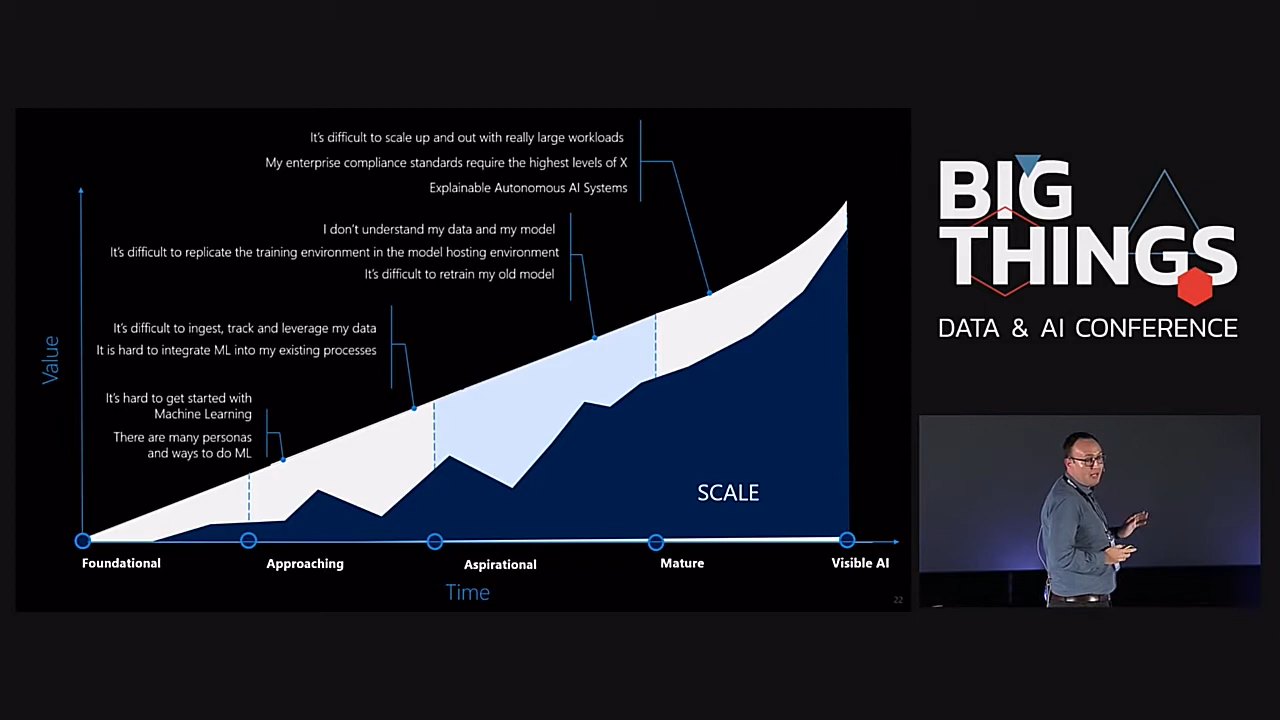 It's difficult to scale up and out with really large workloads
My enterprise compliance standards require the highest levels of X
Explainable Autonomous AI Systems
I don't understand my data and my model
It's difficult to replicate the training environment in the model hosting environment
It's difficult to retrain my old model
It's difficult to ingest, track and leverage my data
It is hard to integrate ML into my existing processes
It's hard to get started with
Machine Learning
There are many personas
and ways to do ML
Value
SCALE
Foundational
Approaching
Aspirational
Mature
Visible AI
Time
22
BIG
THINGS
DATA & AI CONFERENCE